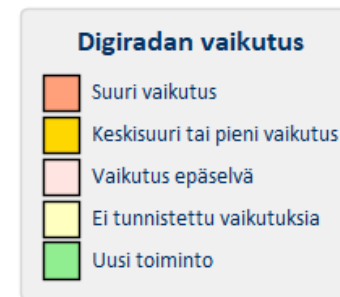 Digiradan vaikutus
Suuri vaikutus
Keskisuuri tai pieni vaikutus
Vaikutus epäselvä
Ei tunnistettu vaikutuksia
Uusi toiminto